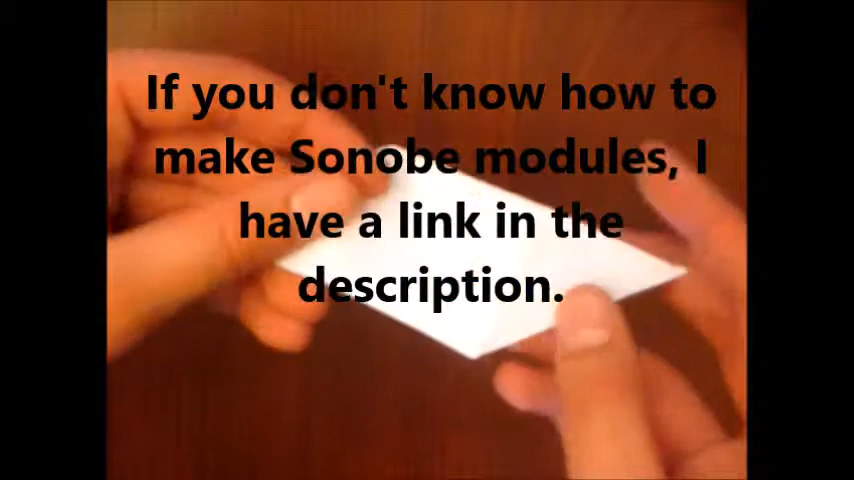 If you don't know how to
make Sonobe modules, I
have a link in the
description.